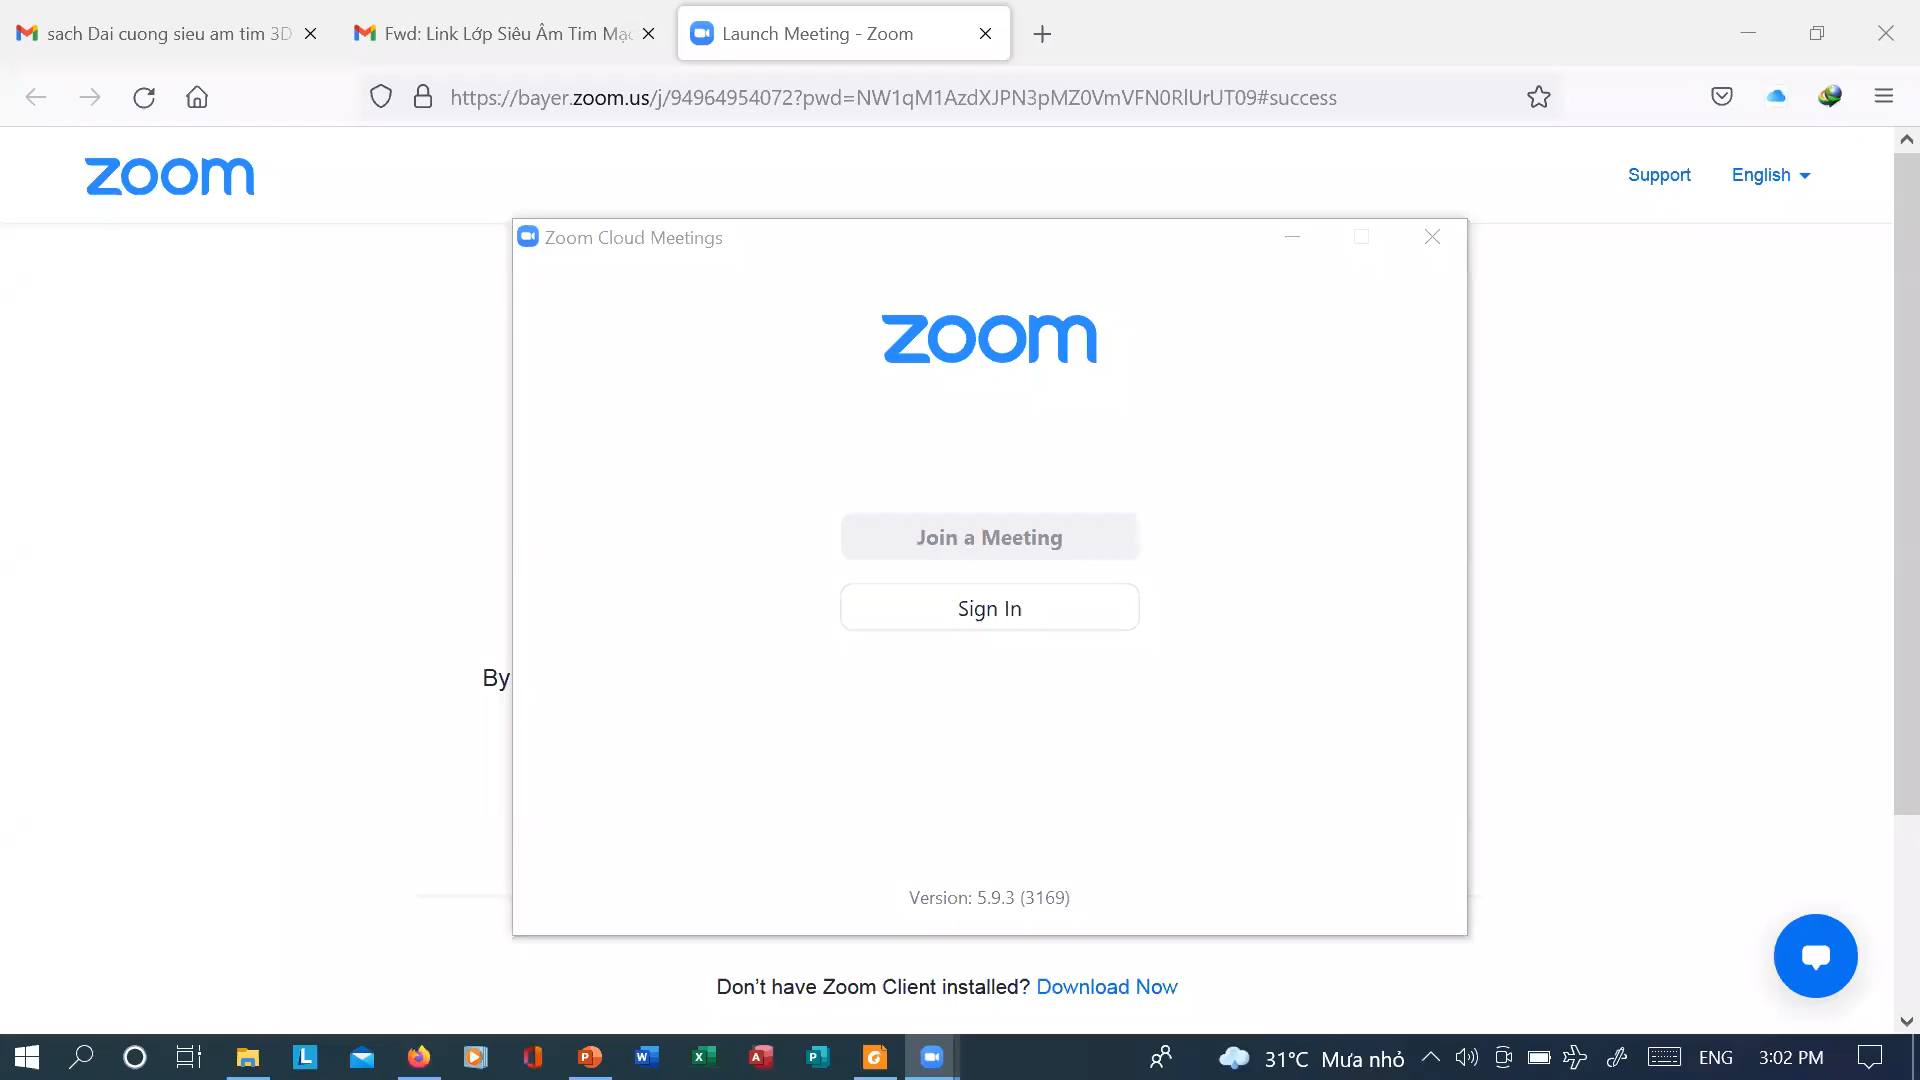 sach Dai cuong sieu am tim 3D
Fwd: Link Lớp Siêu Âm Tim Mạc
Launch Meeting - Zoom
https://bayer.zoom.us/j/94964954072?pwd=NW1qM1AzdXJPN3pMZ0VmVFN0RlUrUT09#success
zoom
Support
English
Zoom Cloud Meetings
zoom
Join a Meeting
Sign In
By
Version: 5.9.3 (3169)
Don't have Zoom Client installed? Download Now
31°C Mưa nhỏ
ENG
3:02 PM